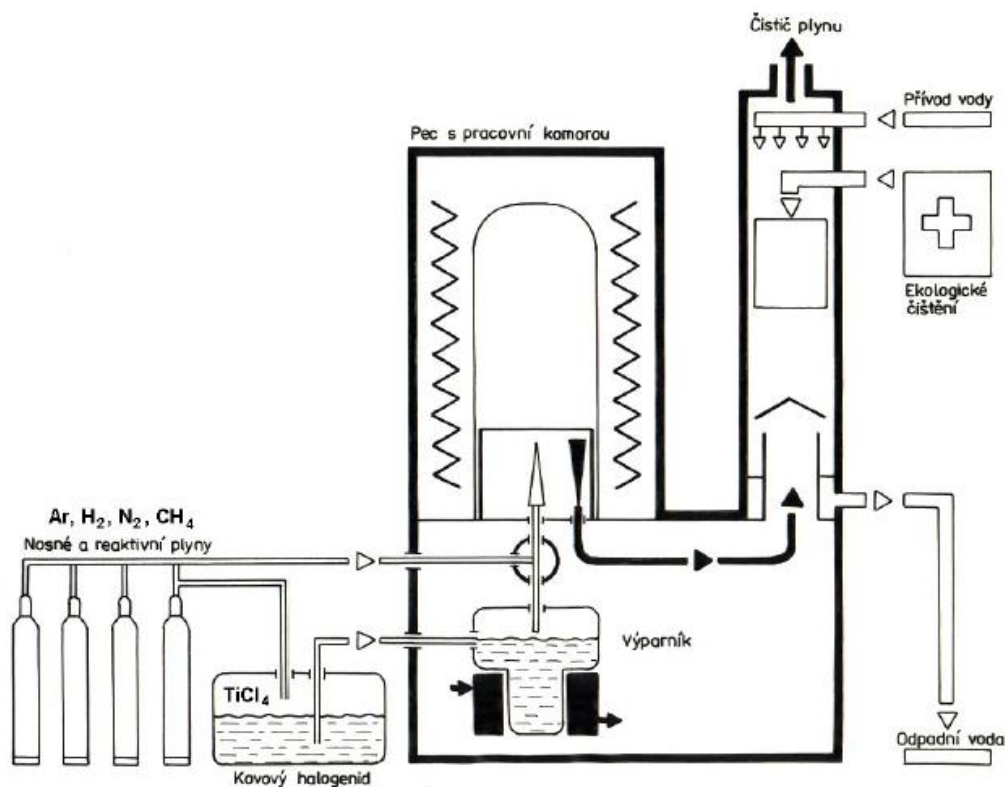 Čistič plynu
Přívod vody
Pec s pracovní komorou
Ekologické
čištění
Ar, H₂, N₂, CH₄
Nosné a reaktivní plyny
Výparník
TiCl₄
Odpadní voda
Kovový halogenid